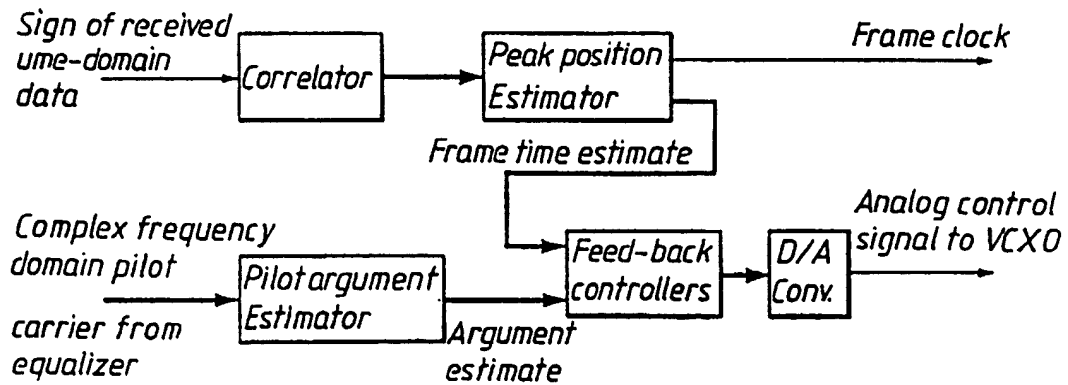 Sign of received
ume-domain
data
Correlator
Peak position
Estimator
Frame clock
Frame time estimate
Complex frequency
domain pilot
carrier from
equalizer
Pilot argument
Estimator
Argument
estimate
Feed-back
controllers
D/A
Conv.
Analog control
signal to VCXO